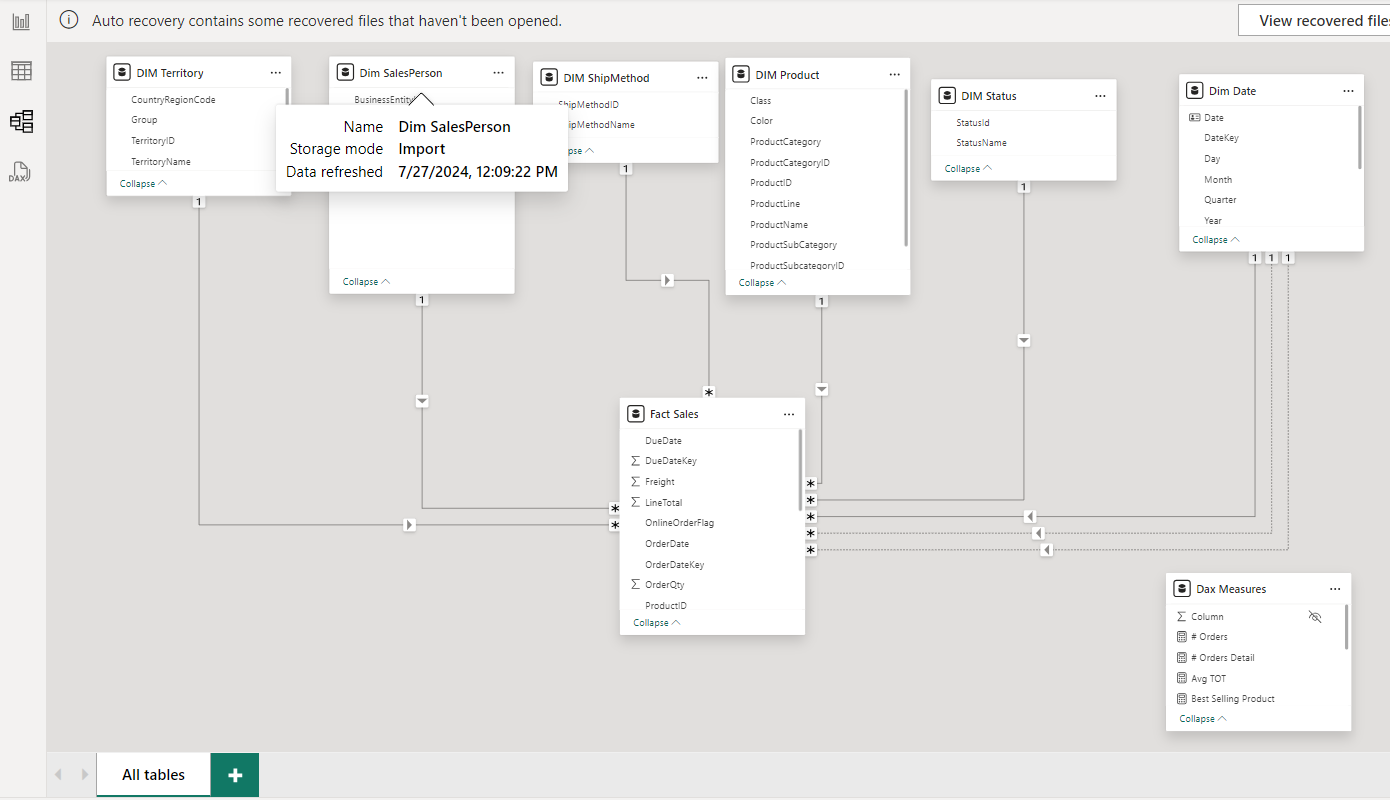 Auto recovery contains some recovered files that haven't been opened.
View recovered files
DIM Territory
CountryRegionCode
Group
TerritoryID
TerritoryName
Collapse
1
Dim SalesPerson
Name Dim SalesPerson
Storage mode Import
Data refreshed 7/27/2024, 12:09:22 PM
Collapse
1
DIM ShipMethod
ShipMethodID
1
DIM Product
Class
Color
ProductCategory
ProductCategoryID
ProductID
ProductLine
ProductName
ProductSubCategory
ProductSubcategoryID
Collapse
1
DIM Status
StatusId
StatusName
Collapse
1
Dim Date
Date
DateKey
Day
Month
Quarter
Year
Collapse
1 1 1
Fact Sales
DueDate
DueDateKey
Freight
LineTotal
OnlineOrderFlag
OrderDate
OrderDateKey
OrderQty
ProductID
Collapse
Dax Measures
Column
# Orders
# Orders Detail
Avg TOT
Best Selling Product
Collapse
DAX
All tables